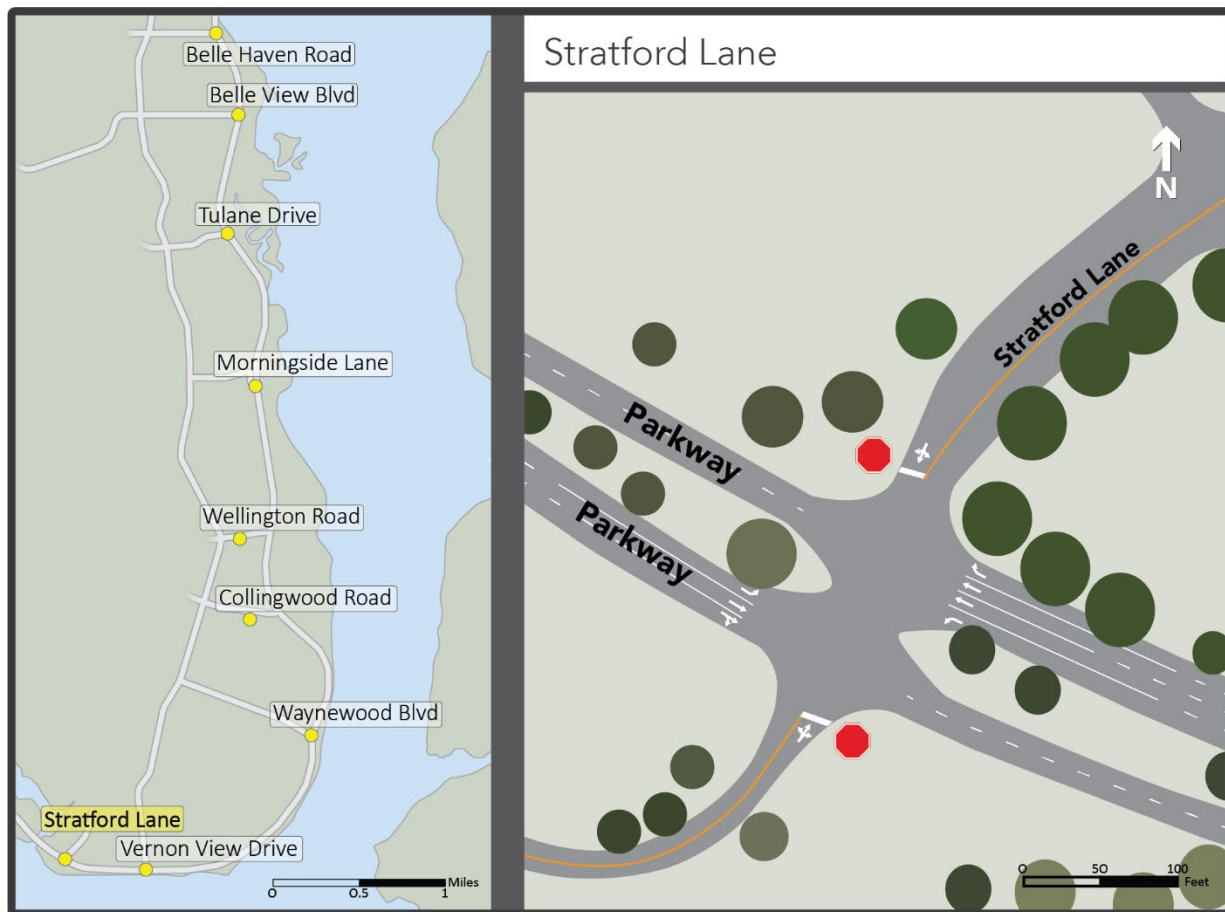 Belle Haven Road
Belle View Blvd
Tulane Drive
Morningside Lane
Wellington Road
Collingwood Road
Waynewood Blvd
Stratford Lane
Vernon View Drive
0 0.5 1 Miles
Stratford Lane
N
Stratford Lane
Parkway
Parkway
0 50 100
Feet